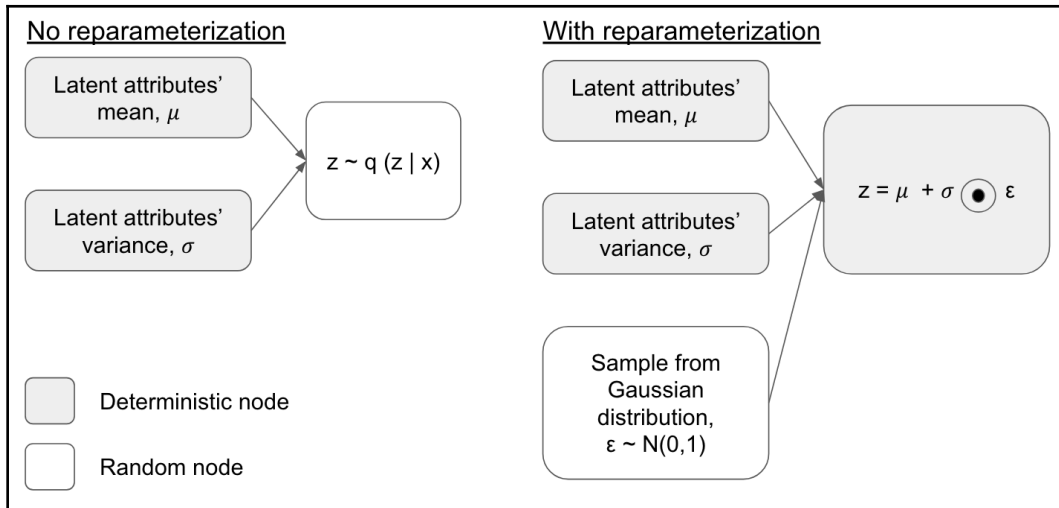 No reparameterization
Latent attributes'
mean, μ
Latent attributes'
variance, σ
z ~ q (z | x)
Deterministic node
Random node
With reparameterization
Latent attributes'
mean, μ
Latent attributes'
variance, σ
Sample from
Gaussian
distribution,
ε ~ N(0,1)
z = μ + σ ⊙ ε